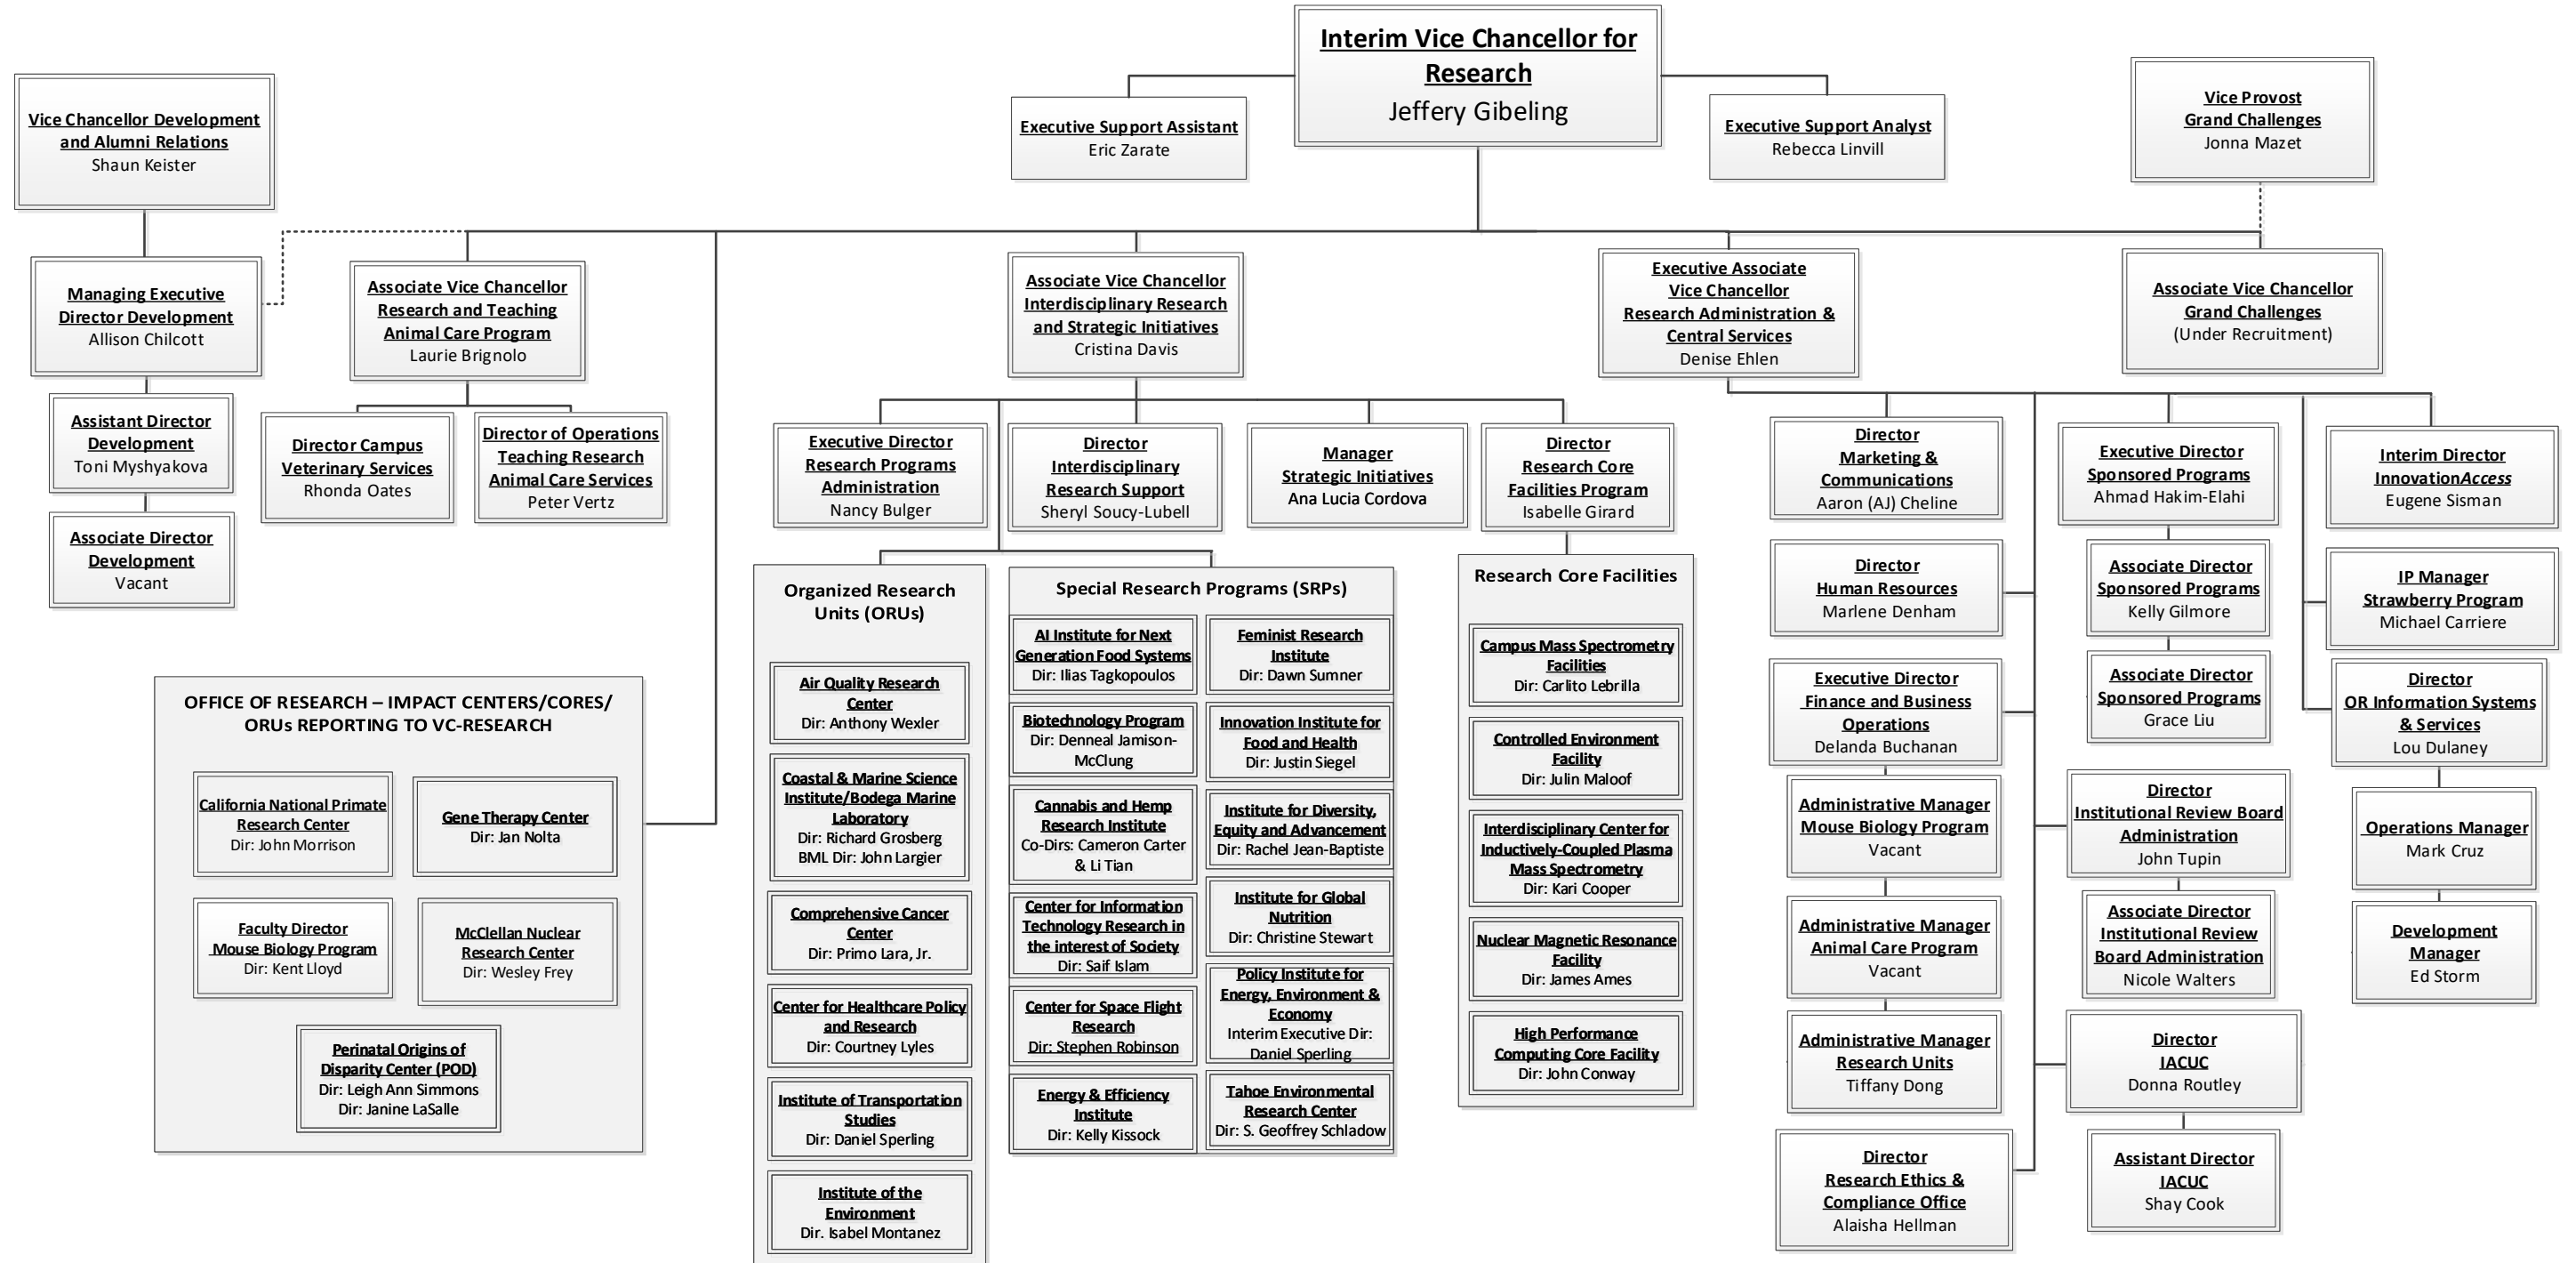 Interim Vice Chancellor for
Research
Jeffery Gibeling
Executive Support Assistant
Eric Zarate
Executive Support Analyst
Rebecca Linvill
Vice Chancellor Development
and Alumni Relations
Shaun Keister
Vice Provost
Grand Challenges
Jonna Mazet
Managing Executive
Director Development
Allison Chilcott
Assistant Director
Development
Toni Myshyakova
Associate Director
Development
Vacant
Associate Vice Chancellor
Research and Teaching
Animal Care Program
Laurie Brignolo
Director Campus
Veterinary Services
Rhonda Oates
Director of Operations
Teaching Research
Animal Care Services
Peter Vertz
Associate Vice Chancellor
Interdisciplinary Research
and Strategic Initiatives
Cristina Davis
Executive Associate
Vice Chancellor
Research Administration &
Central Services
Denise Ehlen
Associate Vice Chancellor
Grand Challenges
(Under Recruitment)
Executive Director
Research Programs
Administration
Nancy Bulger
Director
Interdisciplinary
Research Support
Sheryl Soucy-Lubell
Manager
Strategic Initiatives
Ana Lucia Cordova
Director
Research Core
Facilities Program
Isabelle Girard
OFFICE OF RESEARCH – IMPACT CENTERS/CORES/
ORUs REPORTING TO VC-RESEARCH
California National Primate
Research Center
Dir: John Morrison
Gene Therapy Center
Dir: Jan Nolta
Faculty Director
Mouse Biology Program
Dir: Kent Lloyd
McClellan Nuclear
Research Center
Dir: Wesley Frey
Perinatal Origins of
Disparity Center (POD)
Dir: Leigh Ann Simmons
Dir: Janine LaSalle
Organized Research
Units (ORUs)
Air Quality Research
Center
Dir: Anthony Wexler
Coastal & Marine Science
Institute/Bodega Marine
Laboratory
Dir: Richard Grosberg
BML Dir: John Largier
Comprehensive Cancer
Center
Dir: Primo Lara, Jr.
Center for Healthcare Policy
and Research
Dir: Courtney Lyles
Institute of Transportation
Studies
Dir: Daniel Sperling
Institute of the
Environment
Dir. Isabel Montanez
Special Research Programs (SRPs)
AI Institute for Next
Generation Food Systems
Dir: Ilias Tagkopoulos
Biotechnology Program
Dir: Denneal Jamison-
McClung
Cannabis and Hemp
Research Institute
Co-Dirs: Cameron Carter
& Li Tian
Center for Information
Technology Research in
the interest of Society
Dir: Saif Islam
Center for Space Flight
Research
Dir: Stephen Robinson
Energy & Efficiency
Institute
Dir: Kelly Kissock
Feminist Research
Institute
Dir: Dawn Sumner
Innovation Institute for
Food and Health
Dir: Justin Siegel
Institute for Diversity,
Equity and Advancement
Dir: Rachel Jean-Baptiste
Institute for Global
Nutrition
Dir: Christine Stewart
Policy Institute for
Energy, Environment &
Economy
Interim Executive Dir:
Daniel Sperling
Tahoe Environmental
Research Center
Dir: S. Geoffrey Schladow
Research Core Facilities
Campus Mass Spectrometry
Facilities
Dir: Carlito Lebrilla
Controlled Environment
Facility
Dir: Julin Maloof
Interdisciplinary Center for
Inductively-Coupled Plasma
Mass Spectrometry
Dir: Kari Cooper
Nuclear Magnetic Resonance
Facility
Dir: James Ames
High Performance
Computing Core Facility
Dir: John Conway
Director
Marketing &
Communications
Aaron (AJ) Cheline
Director
Human Resources
Marlene Denham
Executive Director
Finance and Business
Operations
Delanda Buchanan
Administrative Manager
Mouse Biology Program
Vacant
Administrative Manager
Animal Care Program
Vacant
Administrative Manager
Research Units
Tiffany Dong
Director
Research Ethics &
Compliance Office
Alaisha Hellman
Executive Director
Sponsored Programs
Ahmad Hakim-Elahi
Associate Director
Sponsored Programs
Kelly Gilmore
Associate Director
Sponsored Programs
Grace Liu
Director
Institutional Review Board
Administration
John Tupin
Associate Director
Institutional Review
Board Administration
Nicole Walters
Director
IACUC
Donna Routley
Assistant Director
IACUC
Shay Cook
Interim Director
InnovationAccess
Eugene Sisman
IP Manager
Strawberry Program
Michael Carriere
Director
OR Information Systems
& Services
Lou Dulaney
Operations Manager
Mark Cruz
Development
Manager
Ed Storm